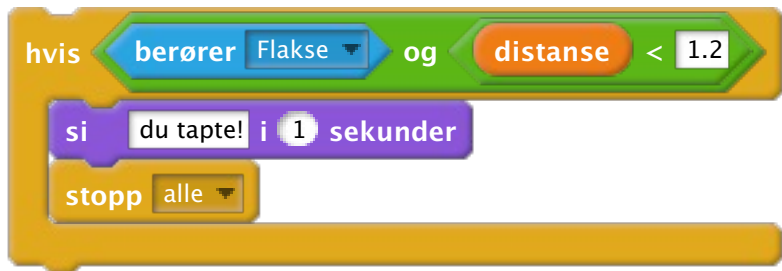 hvis berører Flakse og distanse < 1.2
si du tapte! i 1 sekunder
stopp alle